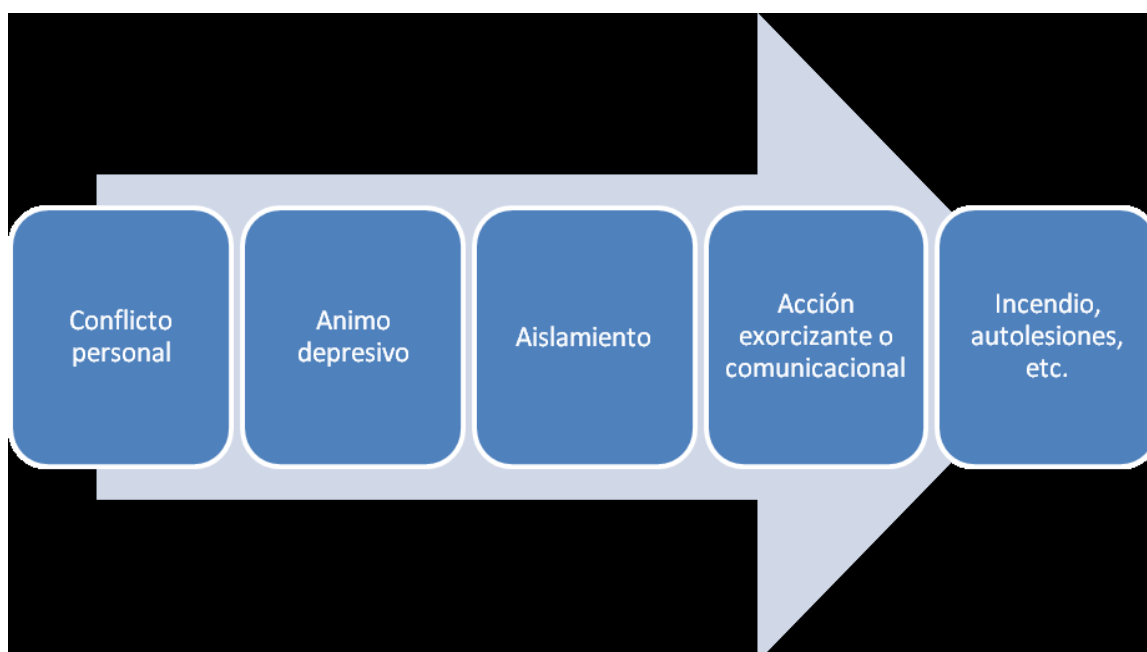 Conflicto
personal
Animo
depresivo
Aislamiento
Acción
exorcizante o
comunicacional
Incendio,
autolesiones,
etc.